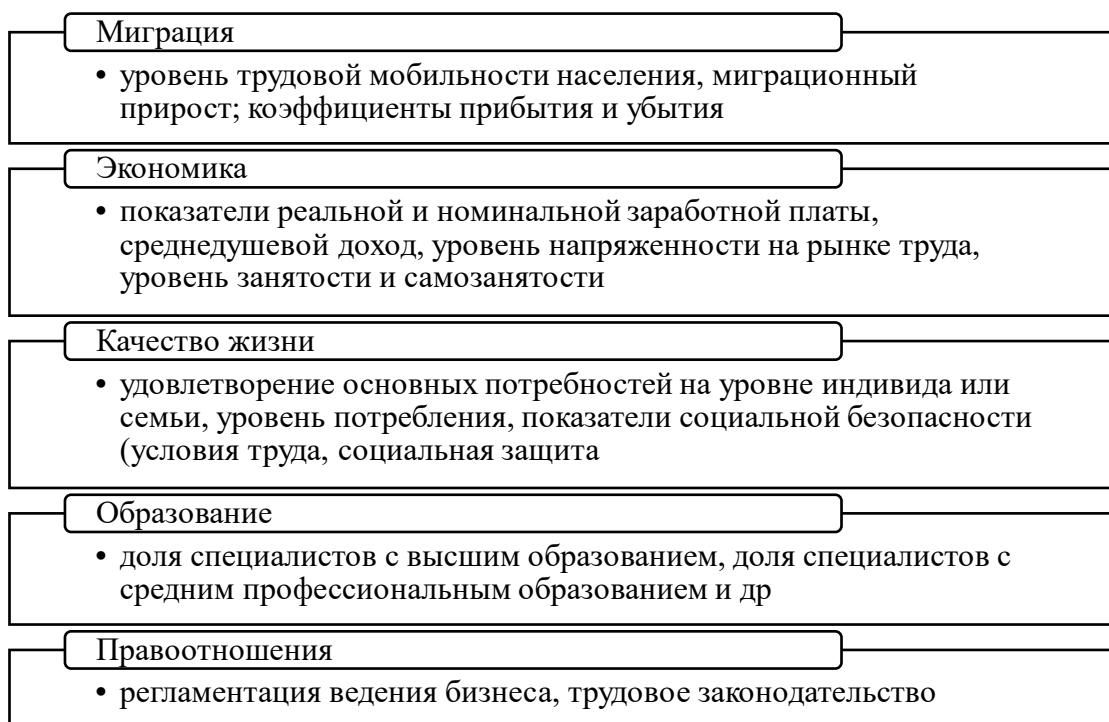 Миграция
• уровень трудовой мобильности населения, миграционный
прирост; коэффициенты прибытия и убытия
Экономика
• показатели реальной и номинальной заработной платы,
среднедушевой доход, уровень напряженности на рынке труда,
уровень занятости и самозанятости
Качество жизни
• удовлетворение основных потребностей на уровне индивида или
семьи, уровень потребления, показатели социальной безопасности
(условия труда, социальная защита
Образование
• доля специалистов с высшим образованием, доля специалистов с
средним профессиональным образованием и др
Правоотношения
• регламентация ведения бизнеса, трудовое законодательство